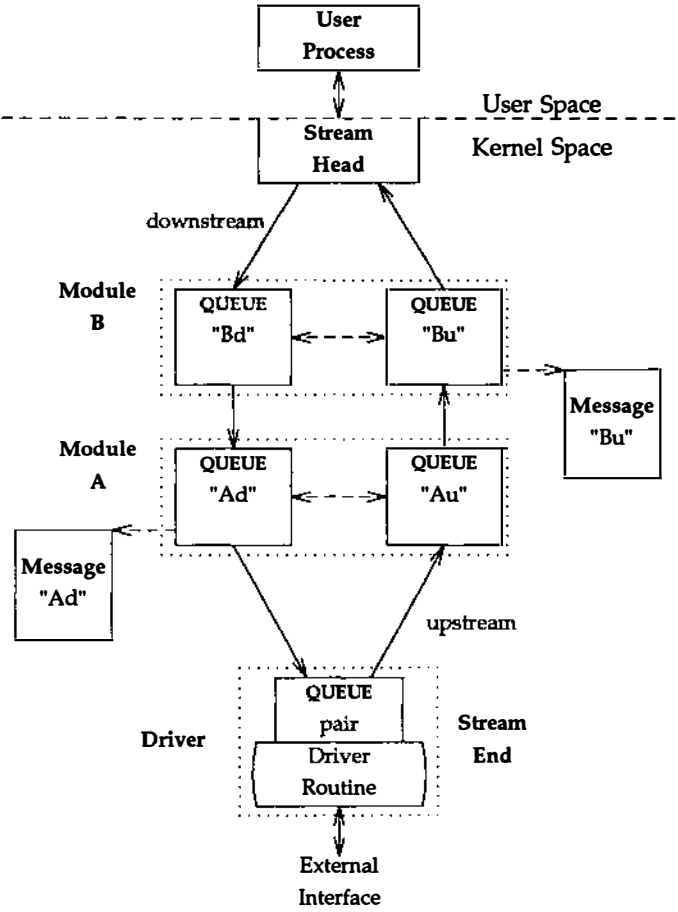 User
Process
User Space
Stream
Head
Kernel Space
downstream
Module
B
QUEUE
"Bd"
QUEUE
"Bu"
Message
"Bu"
Module
A
QUEUE
"Ad"
QUEUE
"Au"
Message
"Ad"
upstream
QUEUE
pair
Driver
Driver
Routine
Stream
End
External
Interface